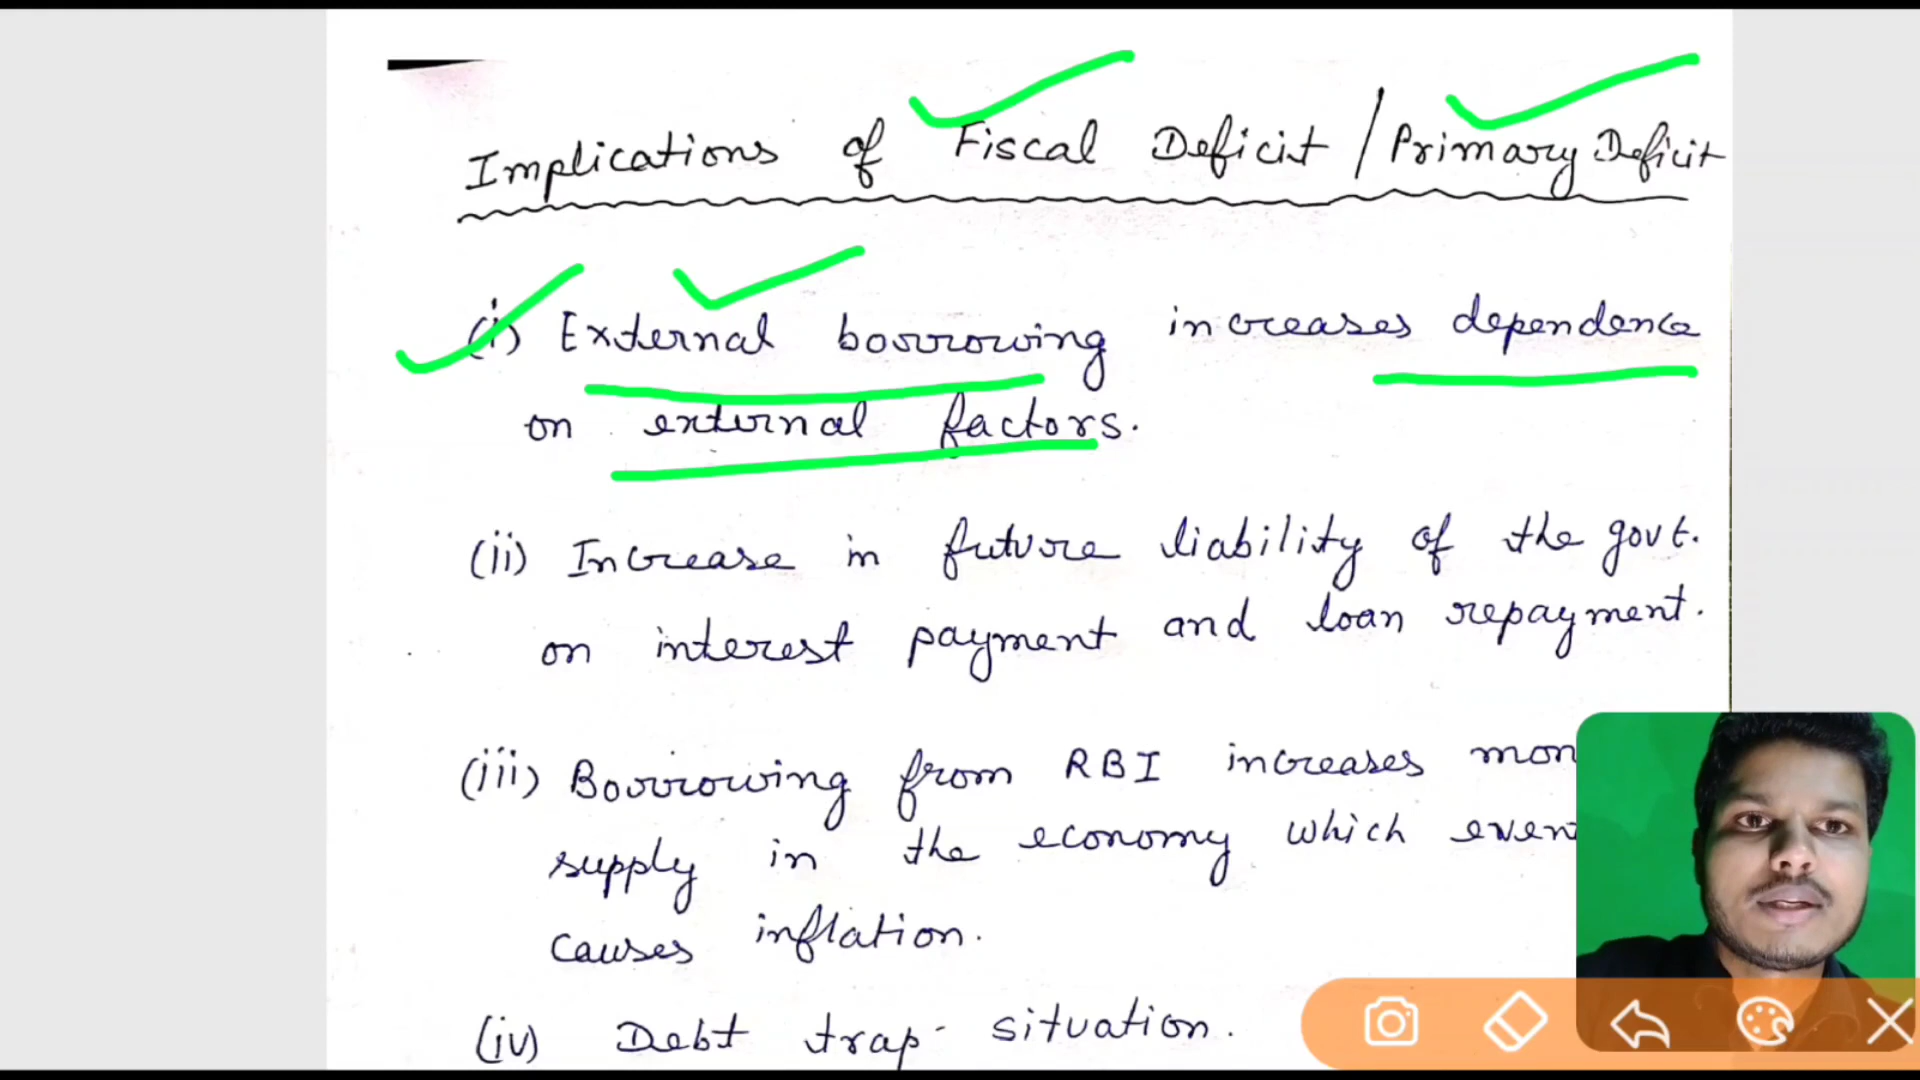 Implications of Fiscal Deficit / Primary Deficit
(i) External borrowing increases dependence
on external factors.
(ii) Increase in future liability of the govt.
on interest payment and loan repayment.
(iii) Borrowing from RBI increases mon
supply in the economy which even
causes inflation.
(iv) Debt trap situation.